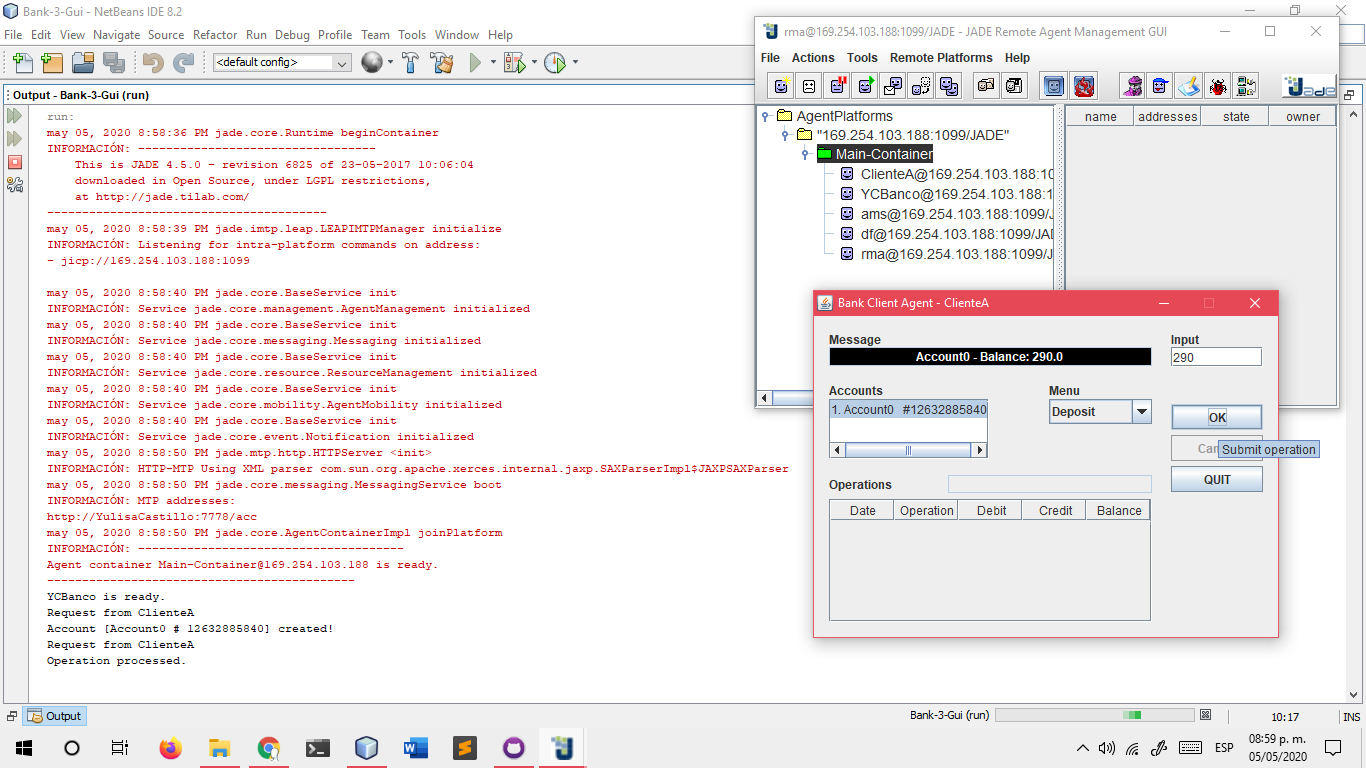 Bank-3-Gui - NetBeans IDE 8.2
File Edit View Navigate Source Refactor Run Debug Profile Team Tools Window Help
<default config>
Output - Bank-3-Gui (run)
run:
may 05, 2020 8:58:36 PM jade.core.Runtime beginContainer
INFORMACIÓN: ----------------------------------
This is JADE 4.5.0 - revision 6825 of 23-05-2017 10:06:04
downloaded in Open Source, under LGPL restrictions,
at http://jade.tilab.com/
----------------------------------------
may 05, 2020 8:58:39 PM jade.imtp.leap.LEAPIMTPManager initialize
INFORMACIÓN: Listening for intra-platform commands on address:
- jicp://169.254.103.188:1099
may 05, 2020 8:58:40 PM jade.core.BaseService init
INFORMACIÓN: Service jade.core.management.AgentManagement initialized
may 05, 2020 8:58:40 PM jade.core.BaseService init
INFORMACIÓN: Service jade.core.messaging.Messaging initialized
may 05, 2020 8:58:40 PM jade.core.BaseService init
INFORMACIÓN: Service jade.core.resource.ResourceManagement initialized
may 05, 2020 8:58:40 PM jade.core.BaseService init
INFORMACIÓN: Service jade.core.mobility.AgentMobility initialized
may 05, 2020 8:58:40 PM jade.core.BaseService init
INFORMACIÓN: Service jade.core.event.Notification initialized
may 05, 2020 8:58:50 PM jade.mtp.http.HTTPServer <init>
INFORMACIÓN: HTTP-MTP Using XML parser com.sun.org.apache.xerces.internal.jaxp.SAXParserImpl$JAXPSAXParser
may 05, 2020 8:58:50 PM jade.core.messaging.MessagingService boot
INFORMACIÓN: MTP addresses:
http://YulisaCastillo:7778/acc
may 05, 2020 8:58:50 PM jade.core.AgentContainerImpl joinPlatform
INFORMACIÓN: --------------------------------------
Agent container Main-Container@169.254.103.188 is ready.
--------------------------------------------
YCBanco is ready.
Request from ClienteA
Account [Account0 # 12632885840] created!
Request from ClienteA
Operation processed.
rma@169.254.103.188:1099/JADE - JADE Remote Agent Management GUI
File Actions Tools Remote Platforms Help
Jade
AgentPlatforms
"169.254.103.188:1099/JADE"
Main-Container
ClienteA@169.254.103.188:10
YCBanco@169.254.103.188:1
ams@169.254.103.188:1099/J
df@169.254.103.188:1099/JAD
rma@169.254.103.188:1099/J
name addresses state owner
Bank Client Agent - ClienteA
Message Input
Account0 - Balance: 290.0
290
Accounts Menu
1. Account0 #12632885840
Deposit
OK
Can
Submit operation
QUIT
Operations
Date Operation Debit Credit Balance
Output
Bank-3-Gui (run)
10:17
INS
ESP
08:59 p. m.
05/05/2020